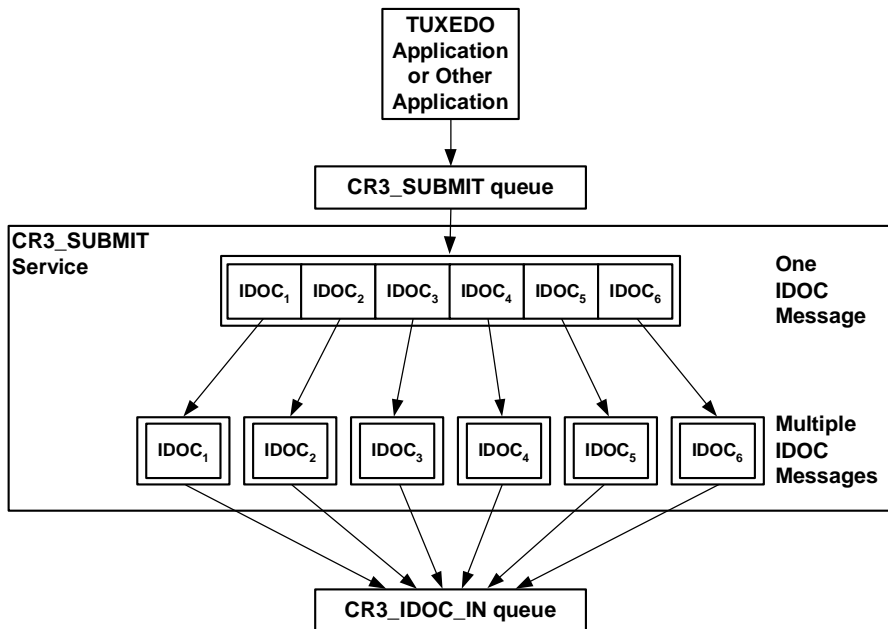 TUXEDO
Application
or Other
Application
CR3_SUBMIT queue
CR3_SUBMIT
Service
IDOC₁ IDOC₂ IDOC₃ IDOC₄ IDOC₅ IDOC₆
One
IDOC
Message
IDOC₁ IDOC₂ IDOC₃ IDOC₄ IDOC₅ IDOC₆
Multiple
IDOC
Messages
CR3_IDOC_IN queue